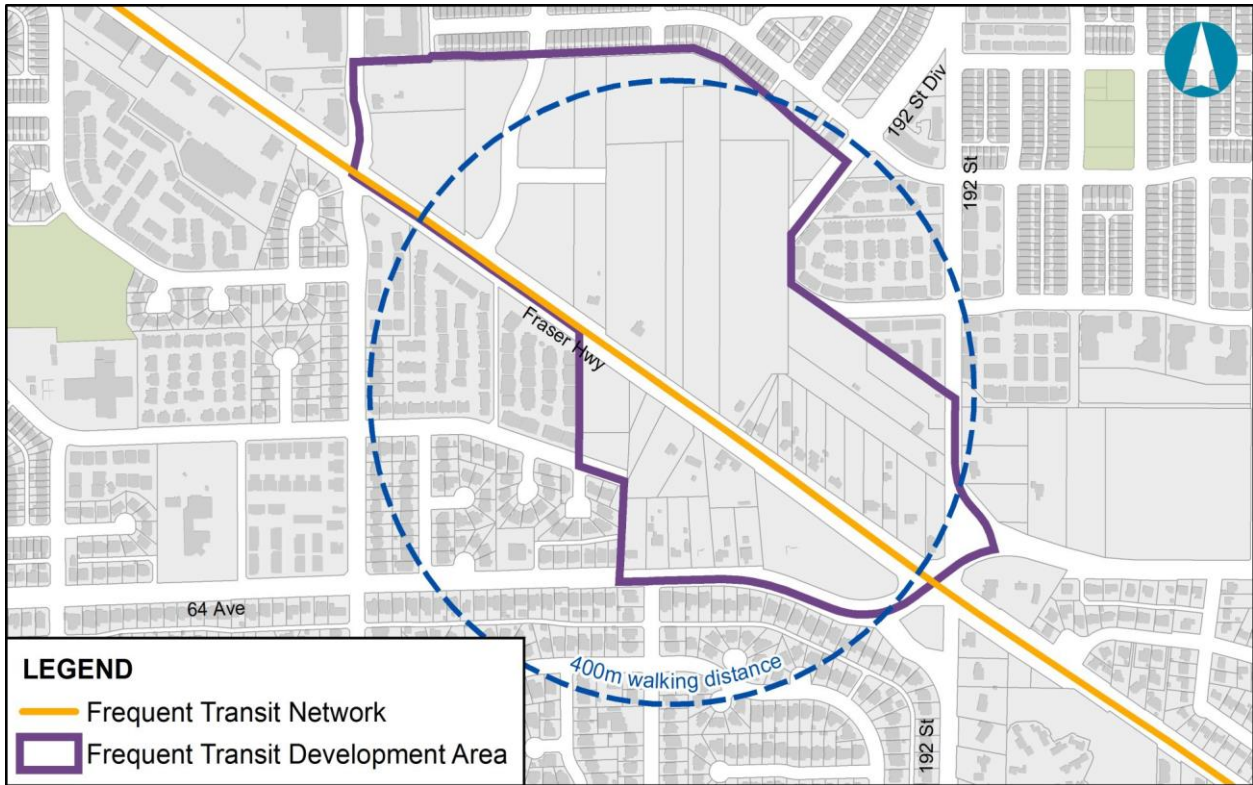 192 St Div
192 St
Fraser Hwy
64 Ave
400m walking distance
192 St
LEGEND
Frequent Transit Network
Frequent Transit Development Area